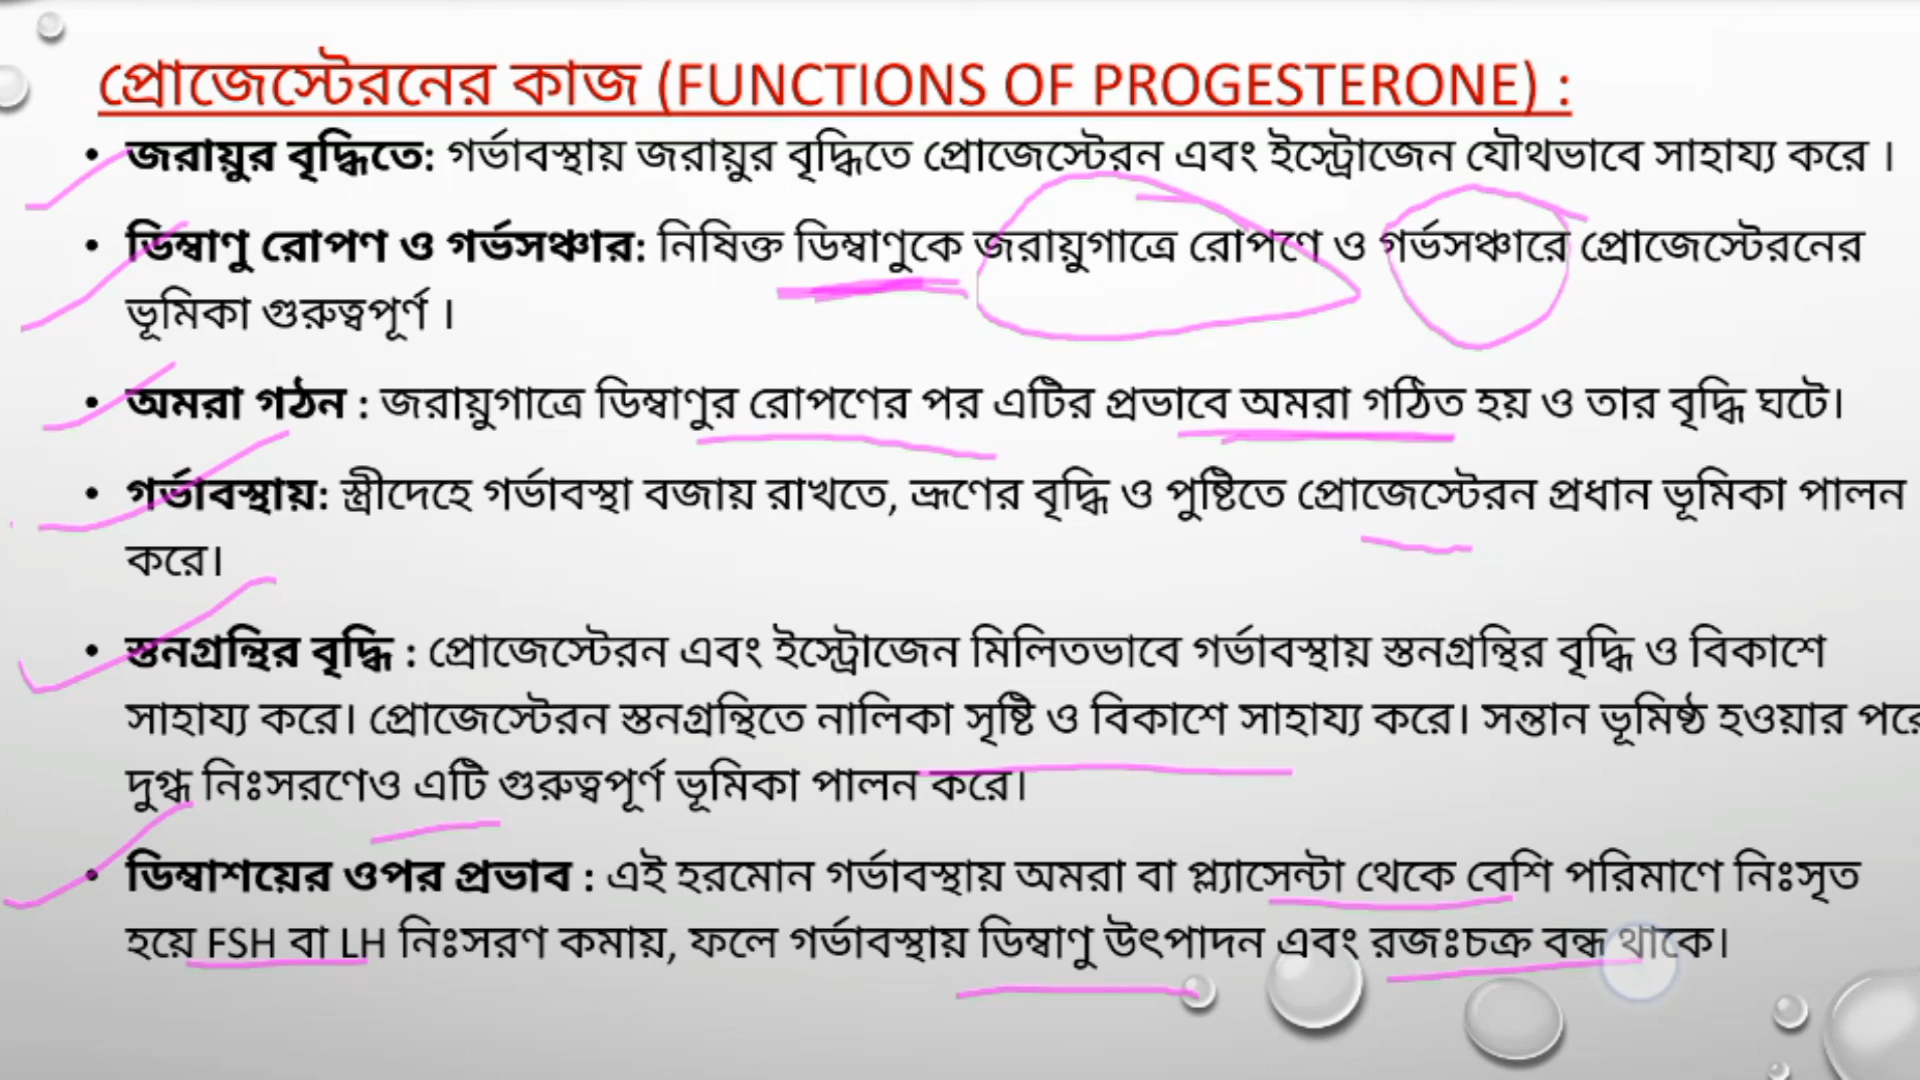 প্রোজেস্টেরনের কাজ (FUNCTIONS OF PROGESTERONE) :
• জরায়ুর বৃদ্ধিতে: গর্ভাবস্থায় জরায়ুর বৃদ্ধিতে প্রোজেস্টেরন এবং ইস্ট্রোজেন যৌথভাবে সাহায্য করে ।
• ডিম্বাণু রোপণ ও গর্ভসঞ্চার: নিষিক্ত ডিম্বাণুকে জরায়ুগাত্রে রোপণে ও গর্ভসঞ্চারে প্রোজেস্টেরনের
ভূমিকা গুরুত্বপূর্ণ ।
• অমরা গঠন : জরায়ুগাত্রে ডিম্বাণুর রোপণের পর এটির প্রভাবে অমরা গঠিত হয় ও তার বৃদ্ধি ঘটে।
• গর্ভাবস্থায়: স্ত্রীদেহে গর্ভাবস্থা বজায় রাখতে, ভ্রূণের বৃদ্ধি ও পুষ্টিতে প্রোজেস্টেরন প্রধান ভূমিকা পালন
করে।
• স্তনগ্রন্থির বৃদ্ধি : প্রোজেস্টেরন এবং ইস্ট্রোজেন মিলিতভাবে গর্ভাবস্থায় স্তনগ্রন্থির বৃদ্ধি ও বিকাশে
সাহায্য করে। প্রোজেস্টেরন স্তনগ্রন্থিতে নালিকা সৃষ্টি ও বিকাশে সাহায্য করে। সন্তান ভূমিষ্ঠ হওয়ার পরে
দুগ্ধ নিঃসরণেও এটি গুরুত্বপূর্ণ ভূমিকা পালন করে।
• ডিম্বাশয়ের ওপর প্রভাব : এই হরমোন গর্ভাবস্থায় অমরা বা প্ল্যাসেন্টা থেকে বেশি পরিমাণে নিঃসৃত
হয়ে FSH বা LH নিঃসরণ কমায়, ফলে গর্ভাবস্থায় ডিম্বাণু উৎপাদন এবং রজঃচক্র বন্ধ থাকে।